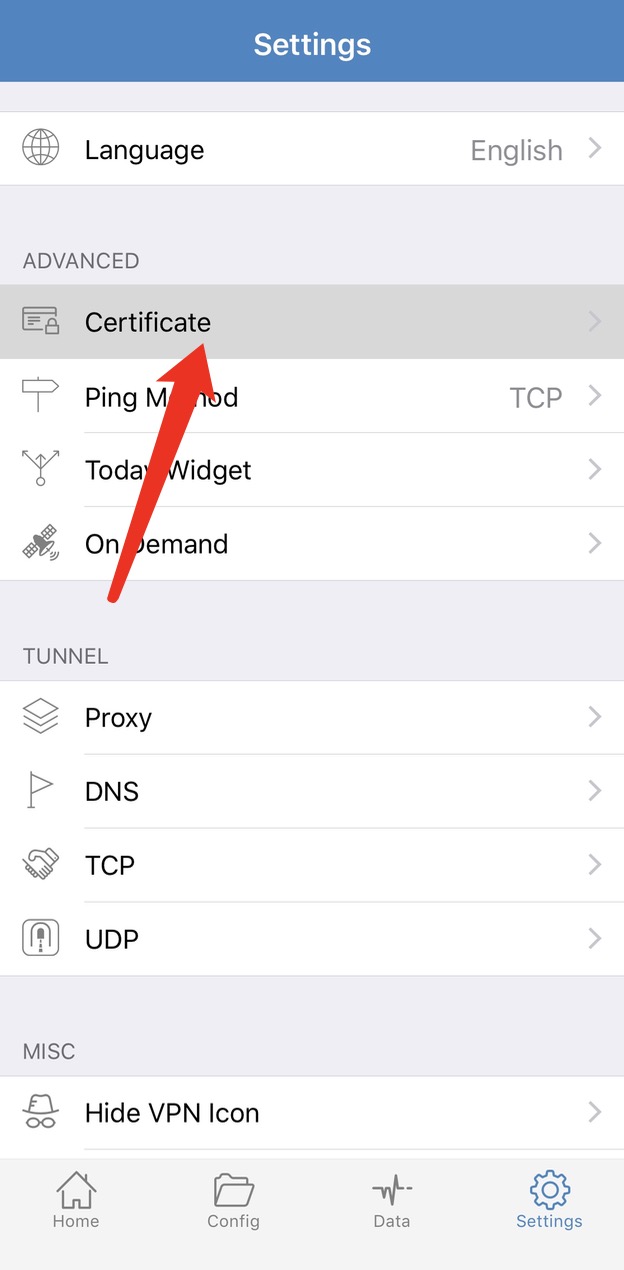 Settings
Language English
ADVANCED
Certificate
Ping Method TCP
Today Widget
On Demand
TUNNEL
Proxy
DNS
TCP
UDP
MISC
Hide VPN Icon
Home Config Data Settings